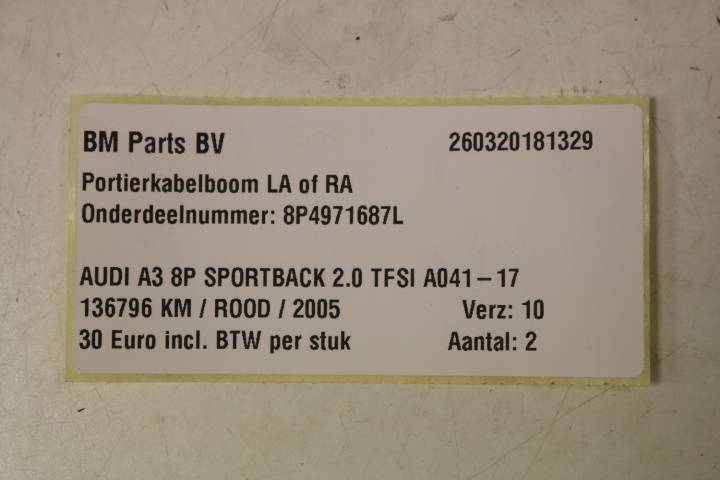 BM Parts BV 260320181329
Portierkabelboom LA of RA
Onderdeelnummer: 8P4971687L
AUDI A3 8P SPORTBACK 2.0 TFSI A041-17
136796 KM / ROOD / 2005 Verz: 10
30 Euro incl. BTW per stuk Aantal: 2